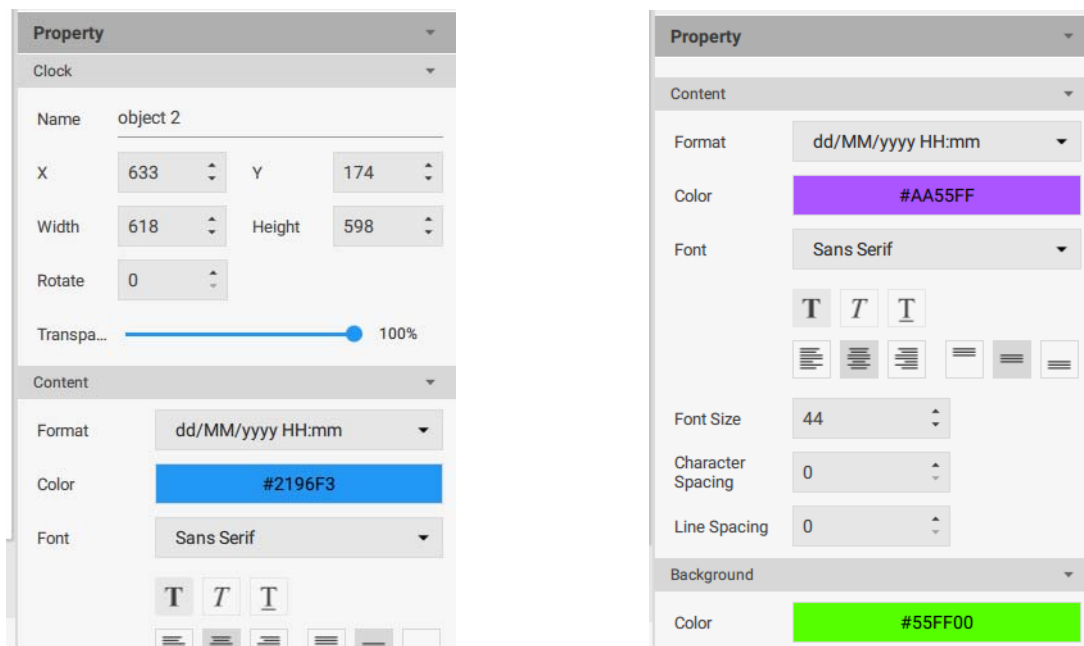 Property
Clock
Name object 2
X 633 Y 174
Width 618 Height 598
Rotate 0
Transpa... 100%
Content
Format dd/MM/yyyy HH:mm
Color #2196F3
Font Sans Serif
T T T
Property
Content
Format dd/MM/yyyy HH:mm
Color #AA55FF
Font Sans Serif
T T T
Font Size 44
Character
Spacing 0
Line Spacing 0
Background
Color #55FF00